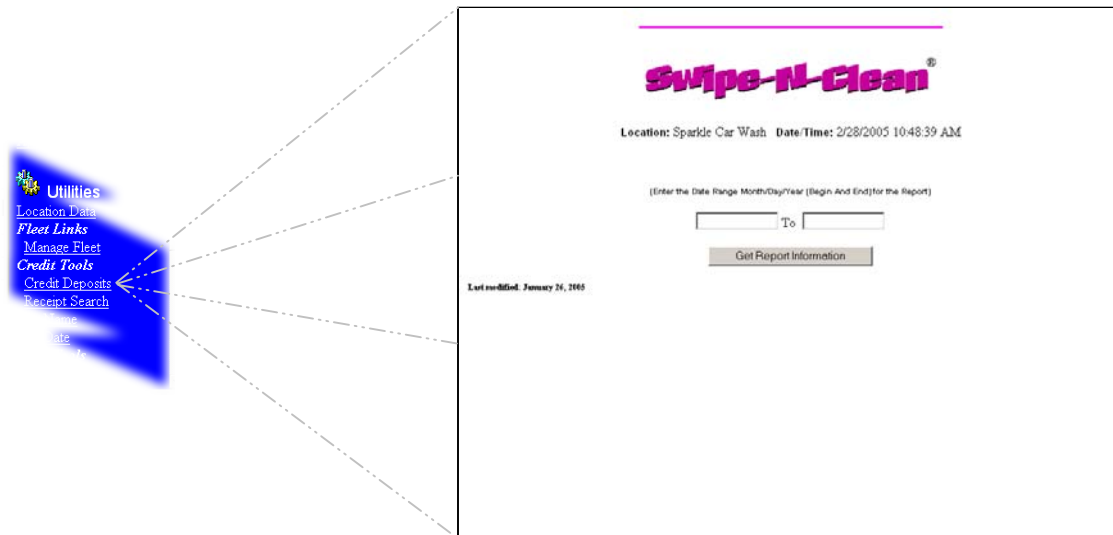 Utilities
Location Data
Fleet Links
Manage Fleet
Credit Tools
Credit Deposits
Receipt Search
Swipe-N-Clean®
Location: Sparkle Car Wash Date/Time: 2/28/2005 10:48:39 AM
(Enter the Date Range Month/Day/Year (Begin And End)for the Report)
To
Get Report Information
Last modified: January 26, 2005